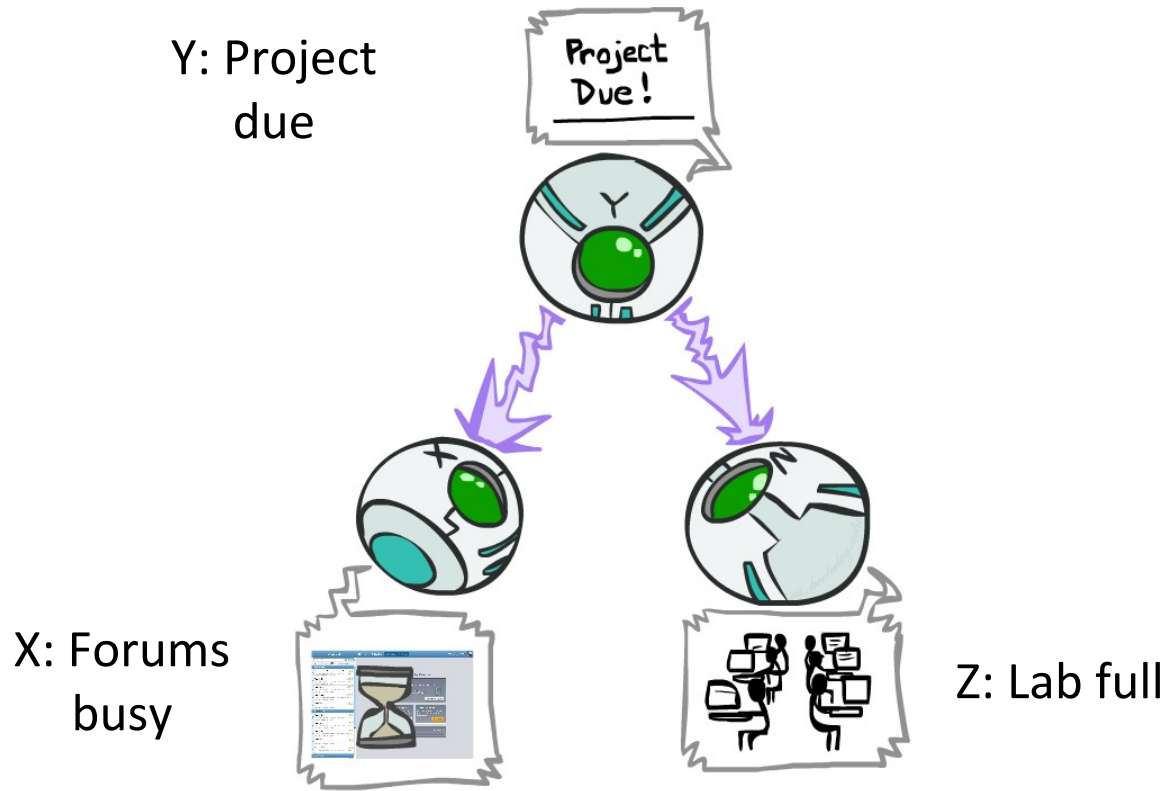 Y: Project
due
Project
Due!
Y
X
Z
X: Forums
busy
Z: Lab full